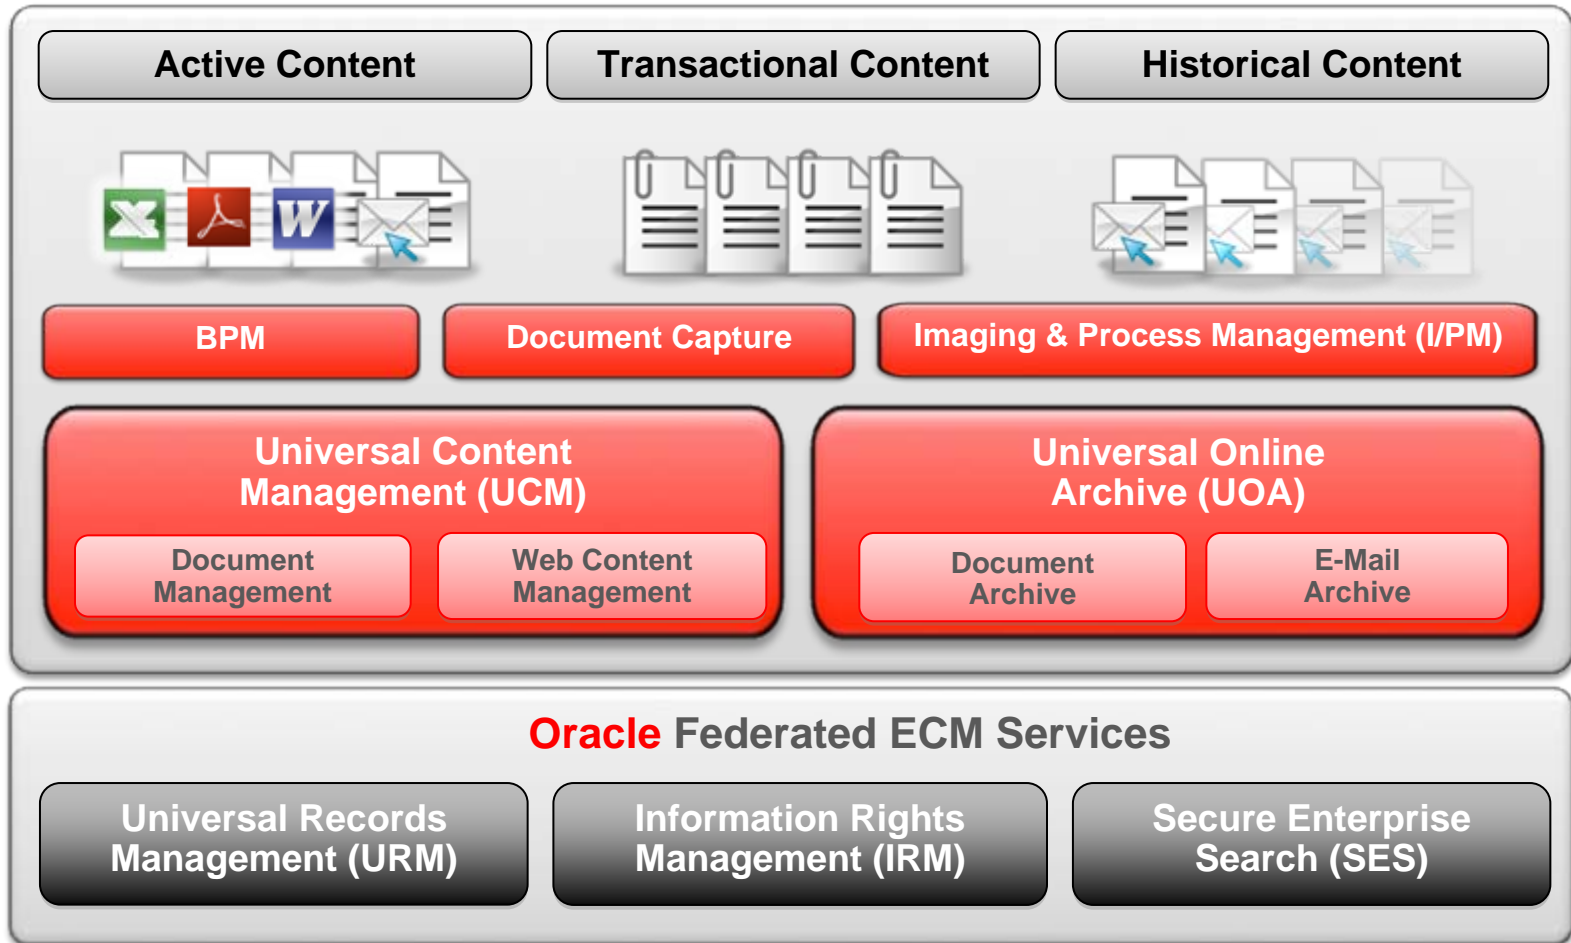 Active Content
Transactional Content
Historical Content
W
BPM
Document Capture
Imaging & Process Management (I/PM)
Universal Content
Management (UCM)
Document
Management
Web Content
Management
Universal Online
Archive (UOA)
Document
Archive
E-Mail
Archive
Oracle Federated ECM Services
Universal Records
Management (URM)
Information Rights
Management (IRM)
Secure Enterprise
Search (SES)